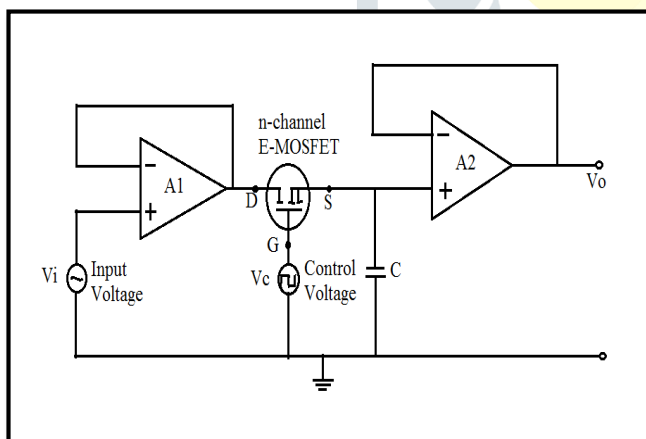 n-channel
E-MOSFET
−
A1
+
D
S
−
A2
+
Vo
G
Vi
Input
Voltage
Vc
Control
Voltage
C